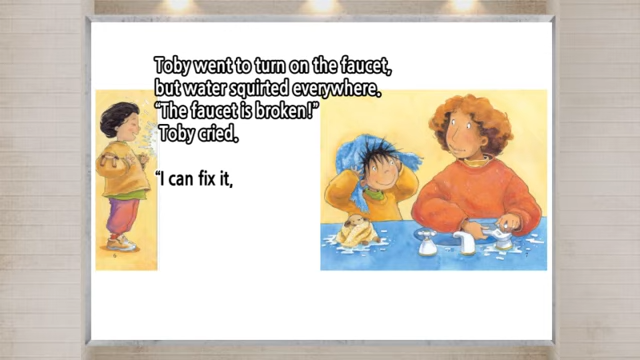 Toby went to turn on the faucet,
but water squirted everywhere.
“The faucet is broken!”
Toby cried.
“I can fix it,